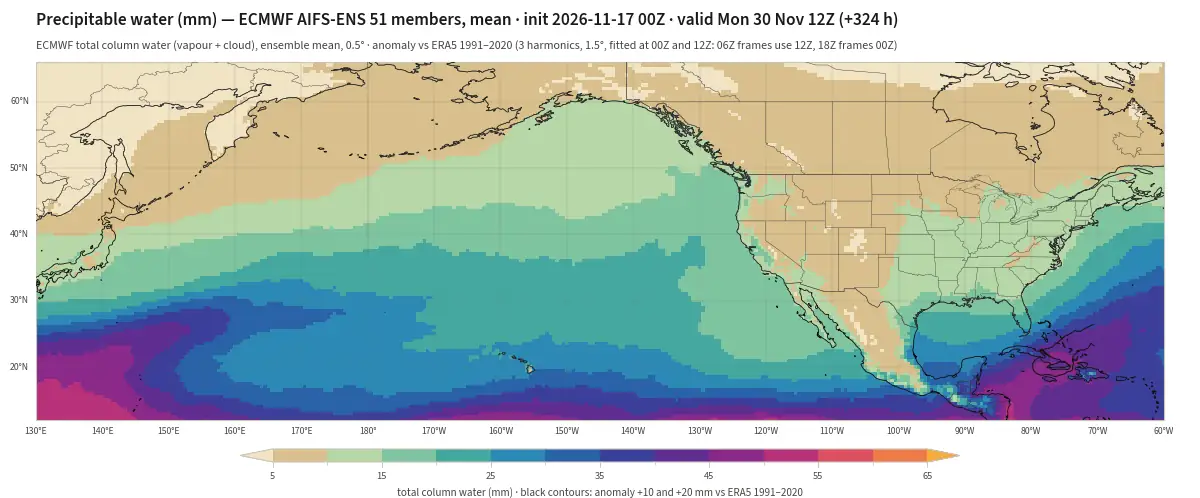 Precipitable water (mm) — ECMWF AIFS-ENS 51 members, mean · init 2026-11-17 00Z · valid Mon 30 Nov 12Z (+324 h)
ECMWF total column water (vapour + cloud), ensemble mean, 0.5° · anomaly vs ERA5 1991–2020 (3 harmonics, 1.5°, fitted at 00Z and 12Z: 06Z frames use 12Z, 18Z frames 00Z)
60°N
50°N
40°N
30°N
20°N
130°E 140°E 150°E 160°E 170°E 180° 170°W 160°W 150°W 140°W 130°W 120°W 110°W 100°W 90°W 80°W 70°W 60°W
5 15 25 35 45 55 65
total column water (mm) · black contours: anomaly +10 and +20 mm vs ERA5 1991–2020